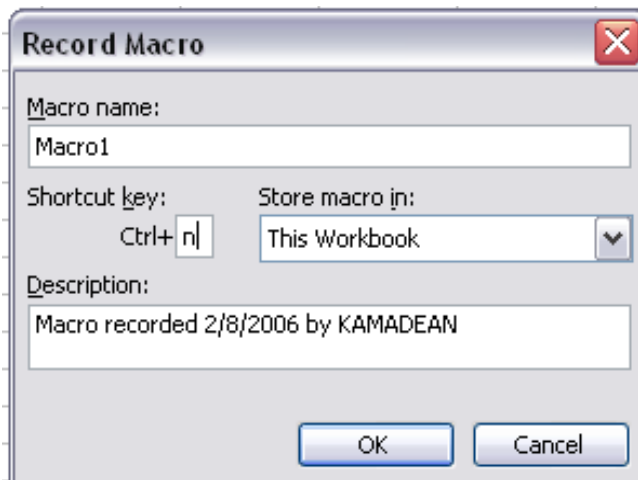 Record Macro
Macro name:
Macro1
Shortcut key: Store macro in:
Ctrl+ n This Workbook
Description:
Macro recorded 2/8/2006 by KAMADEAN
OK Cancel